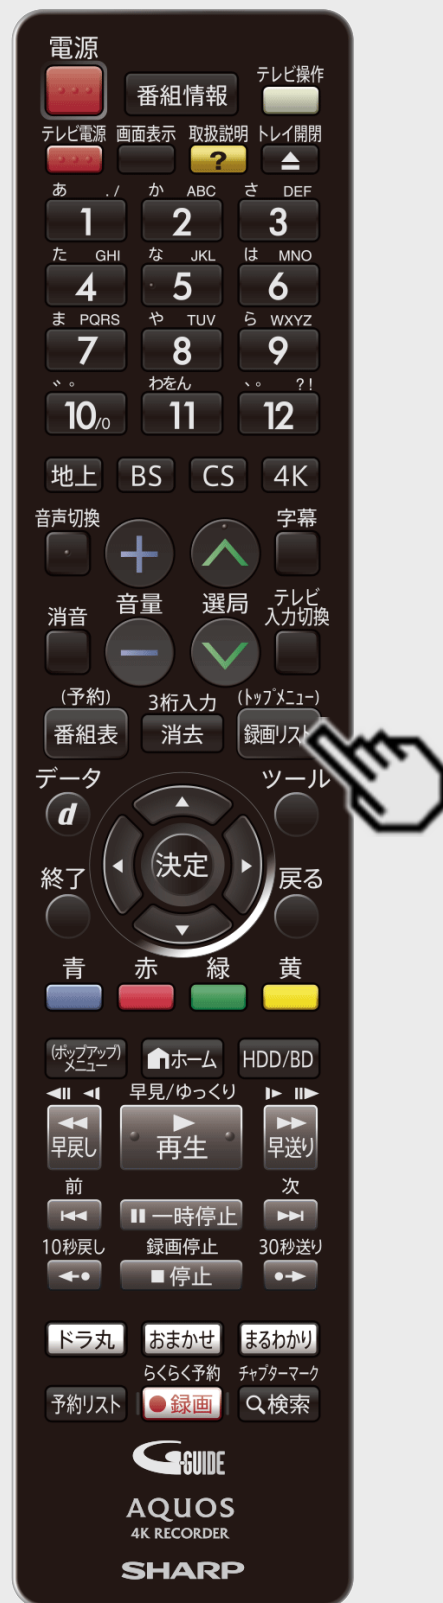 電源
番組情報
テレビ操作
テレビ電源 画面表示 取扱説明 トレイ開閉
?
あ ./ か ABC さ DEF
1 2 3
た GHI な JKL は MNO
4 5 6
ま PQRS や TUV ら WXYZ
7 8 9
゛゜ わをん 、。 ?!
10/0 11 12
地上 BS CS 4K
音声切換 字幕
+
消音 音量 選局 テレビ
入力切換
−
(予約) 3桁入力 (トップメニュー)
番組表 消去 録画リスト
データ ツール
d
決定
終了 戻る
青 赤 緑 黄
(ポップアップ)
メニュー
ホーム HDD/BD
早見/ゆっくり
早戻し 再生 早送り
前 次
一時停止
10秒戻し 録画停止 30秒送り
停止
ドラ丸 おまかせ まるわかり
らくらく予約 チャプターマーク
予約リスト 録画 検索
G-GUIDE
AQUOS
4K RECORDER
SHARP